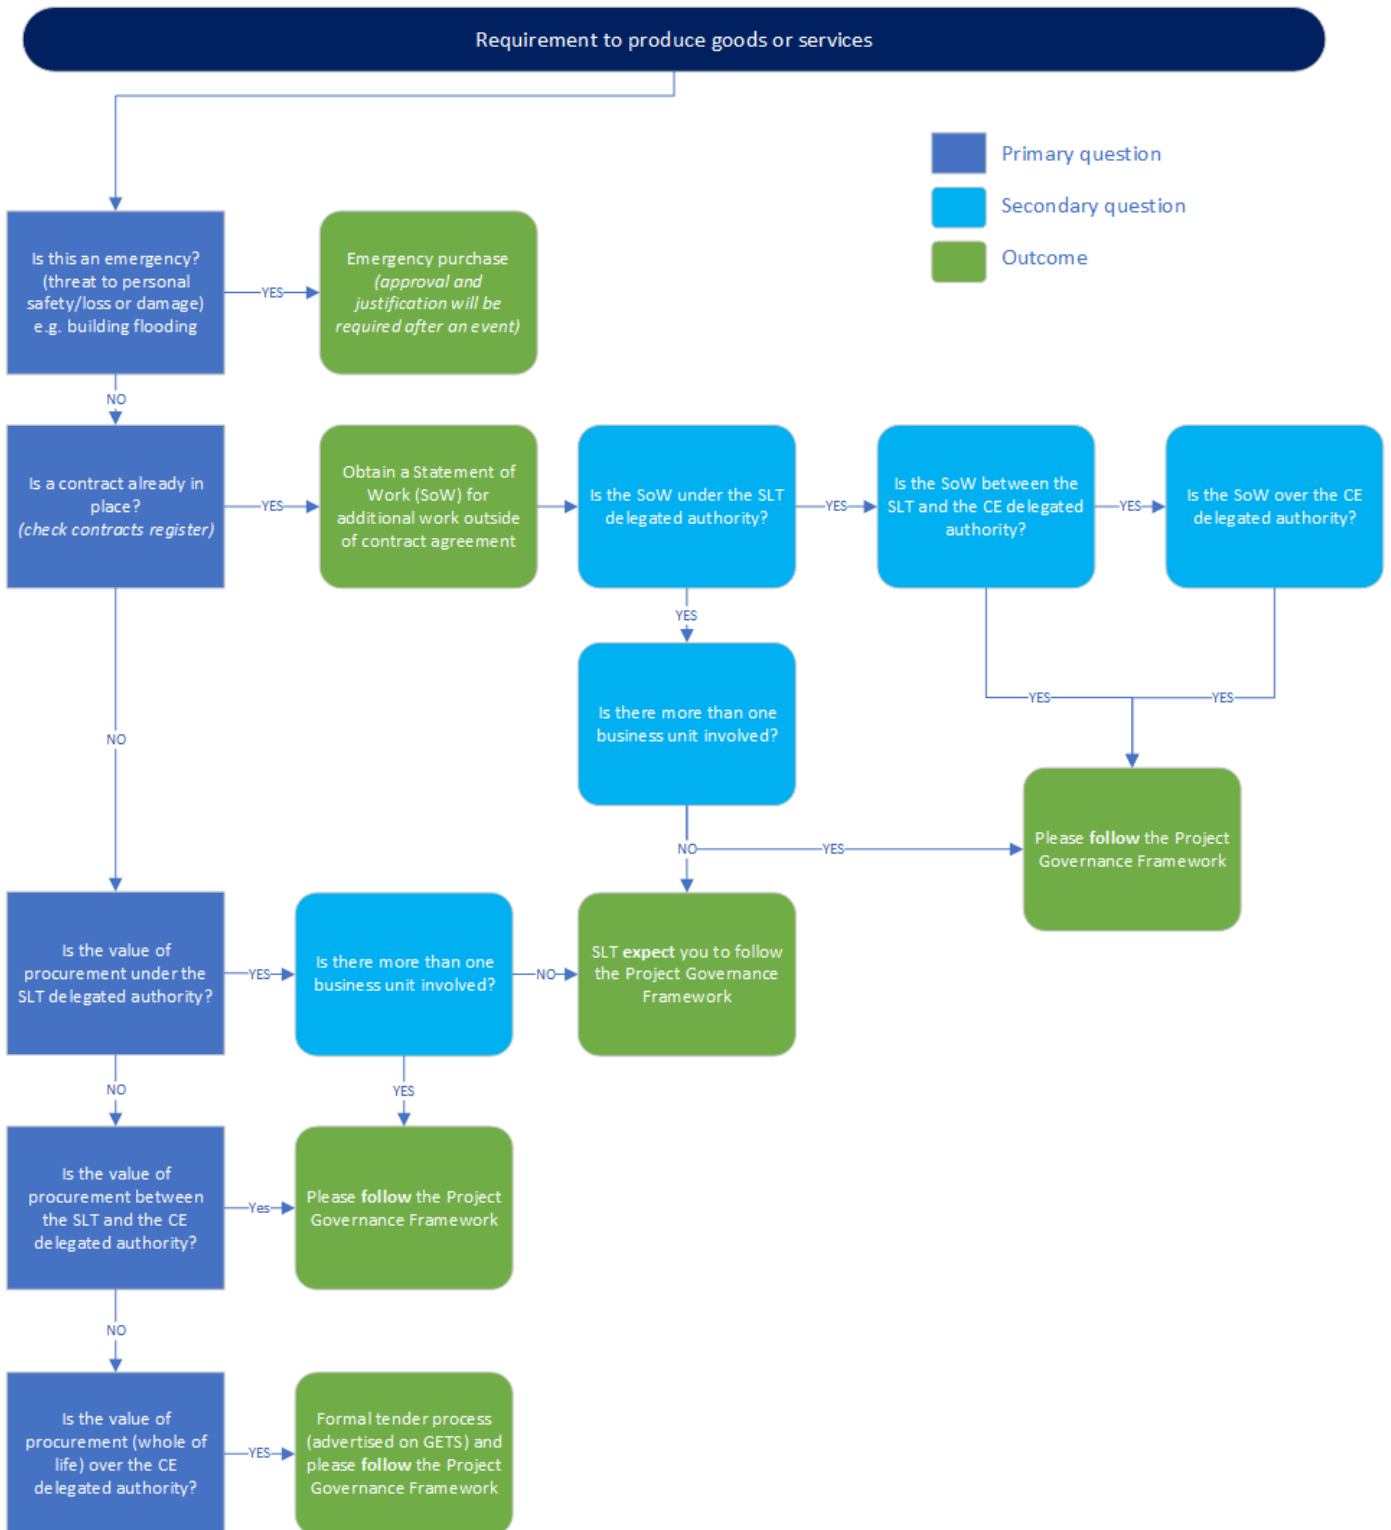 Requirement to produce goods or services
Primary question
Secondary question
Outcome
Is this an emergency?
(threat to personal
safety/loss or damage)
e.g. building flooding
YES
Emergency purchase
(approval and
justification will be
required after an event)
NO
Is a contract already in
place?
(check contracts register)
YES
Obtain a Statement of
Work (SoW) for
additional work outside
of contract agreement
Is the SoW under the SLT
delegated authority?
YES
Is the SoW between the
SLT and the CE delegated
authority?
YES
Is the SoW over the CE
delegated authority?
YES
Is there more than one
business unit involved?
YES
YES
NO
NO
YES
Please follow the Project
Governance Framework
Is the value of
procurement under the
SLT delegated authority?
YES
Is there more than one
business unit involved?
NO
SLT expect you to follow
the Project Governance
Framework
NO
YES
Is the value of
procurement between
the SLT and the CE
delegated authority?
Yes
Please follow the Project
Governance Framework
NO
Is the value of
procurement (whole of
life) over the CE
delegated authority?
YES
Formal tender process
(advertised on GETS) and
please follow the Project
Governance Framework